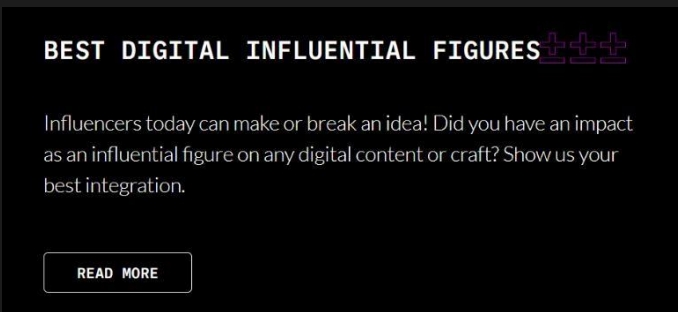 BEST DIGITAL INFLUENTIAL FIGURES±±±
Influencers today can make or break an idea! Did you have an impact
as an influential figure on any digital content or craft? Show us your
best integration.
READ MORE